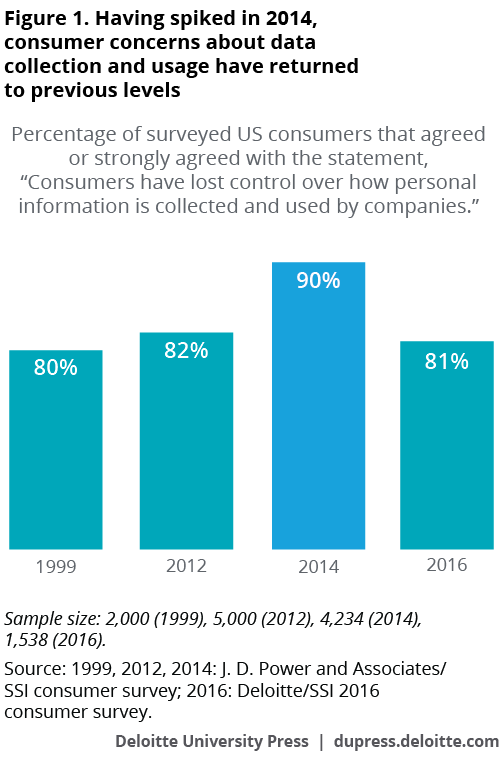 Figure 1. Having spiked in 2014,
consumer concerns about data
collection and usage have returned
to previous levels
Percentage of surveyed US consumers that agreed
or strongly agreed with the statement,
“Consumers have lost control over how personal
information is collected and used by companies.”
80%
82%
90%
81%
1999
2012
2014
2016
Sample size: 2,000 (1999), 5,000 (2012), 4,234 (2014),
1,538 (2016).
Source: 1999, 2012, 2014: J. D. Power and Associates/
SSI consumer survey; 2016: Deloitte/SSI 2016
consumer survey.
Deloitte University Press | dupress.deloitte.com